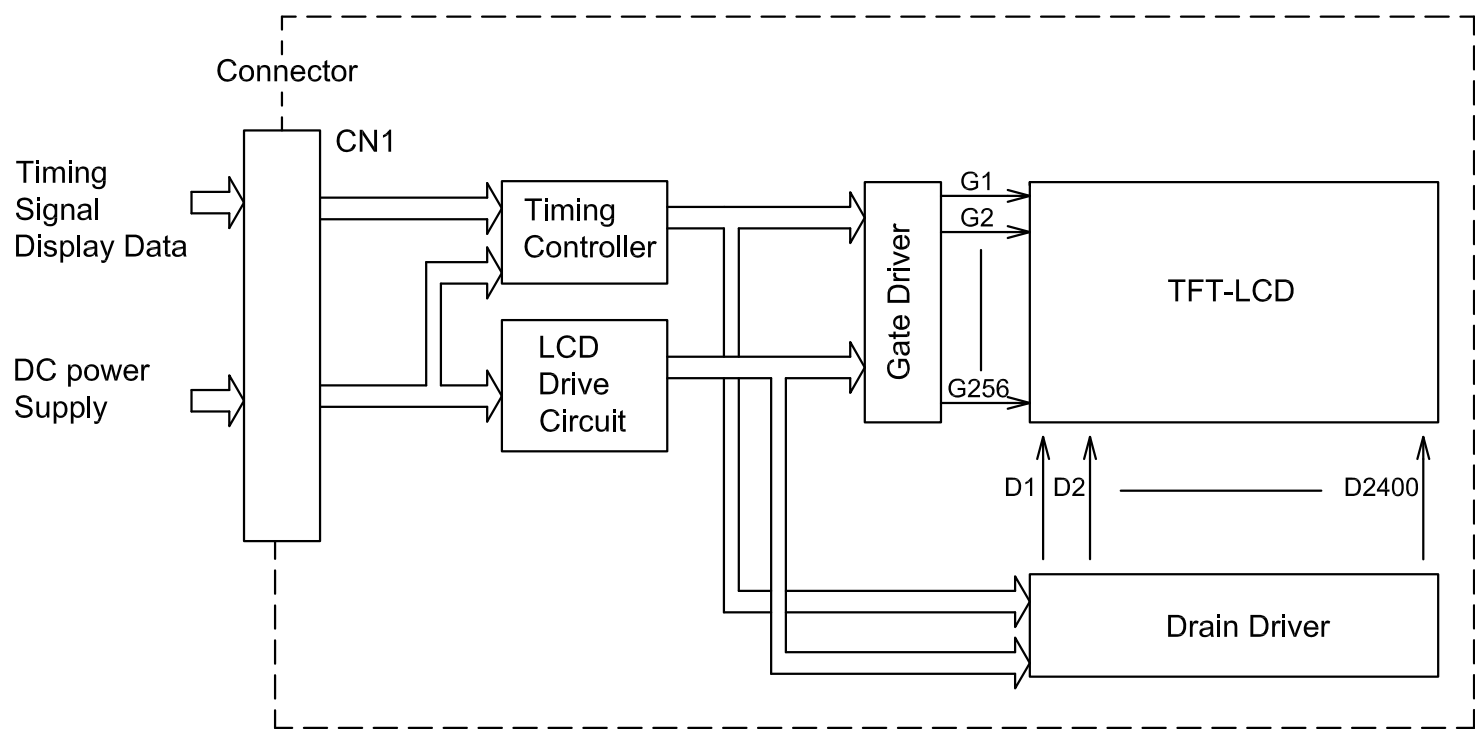 Connector
CN1
Timing
Signal
Display Data
DC power
Supply
Timing
Controller
LCD
Drive
Circuit
Gate Driver
G1
G2
G256
TFT-LCD
D1
D2
D2400
Drain Driver